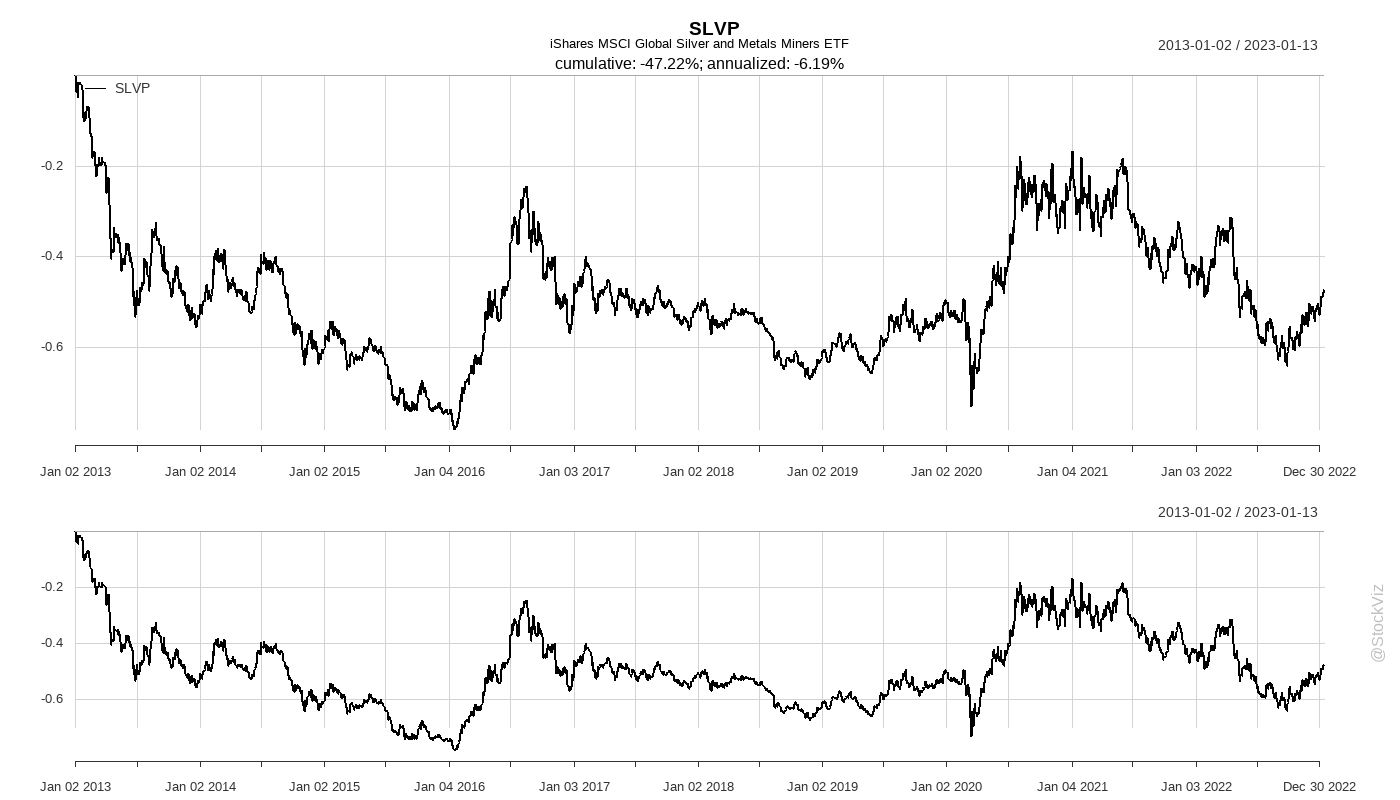 SLVP
iShares MSCI Global Silver and Metals Miners ETF
cumulative: -47.22%; annualized: -6.19%
2013-01-02 / 2023-01-13
SLVP
-0.2
-0.4
-0.6
Jan 02 2013 Jan 02 2014 Jan 02 2015 Jan 04 2016 Jan 03 2017 Jan 02 2018 Jan 02 2019 Jan 02 2020 Jan 04 2021 Jan 03 2022 Dec 30 2022
2013-01-02 / 2023-01-13
-0.2
-0.4
-0.6
Jan 02 2013 Jan 02 2014 Jan 02 2015 Jan 04 2016 Jan 03 2017 Jan 02 2018 Jan 02 2019 Jan 02 2020 Jan 04 2021 Jan 03 2022 Dec 30 2022
@StockViz